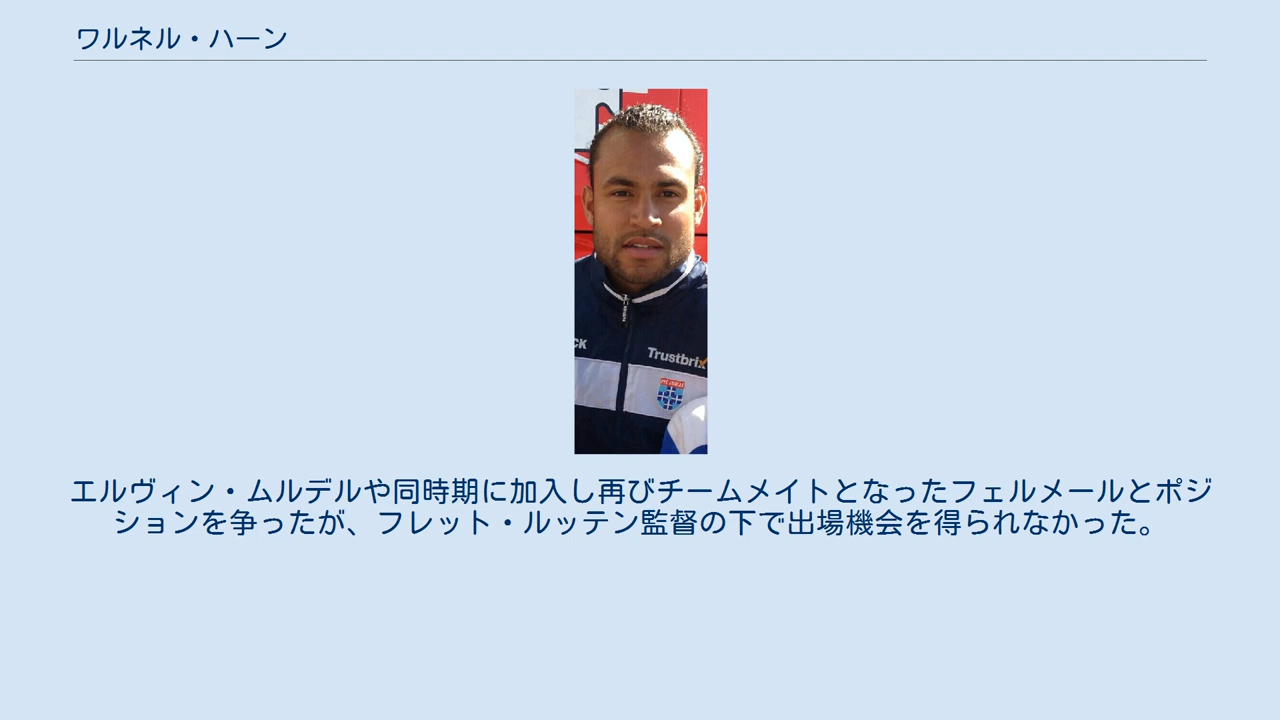 ワルネル・ハーン
CK
Trustbrix
エルヴィン・ムルデルや同時期に加入し再びチームメイトとなったフェルメールとポジ
ションを争ったが、フレット・ルッテン監督の下で出場機会を得られなかった。